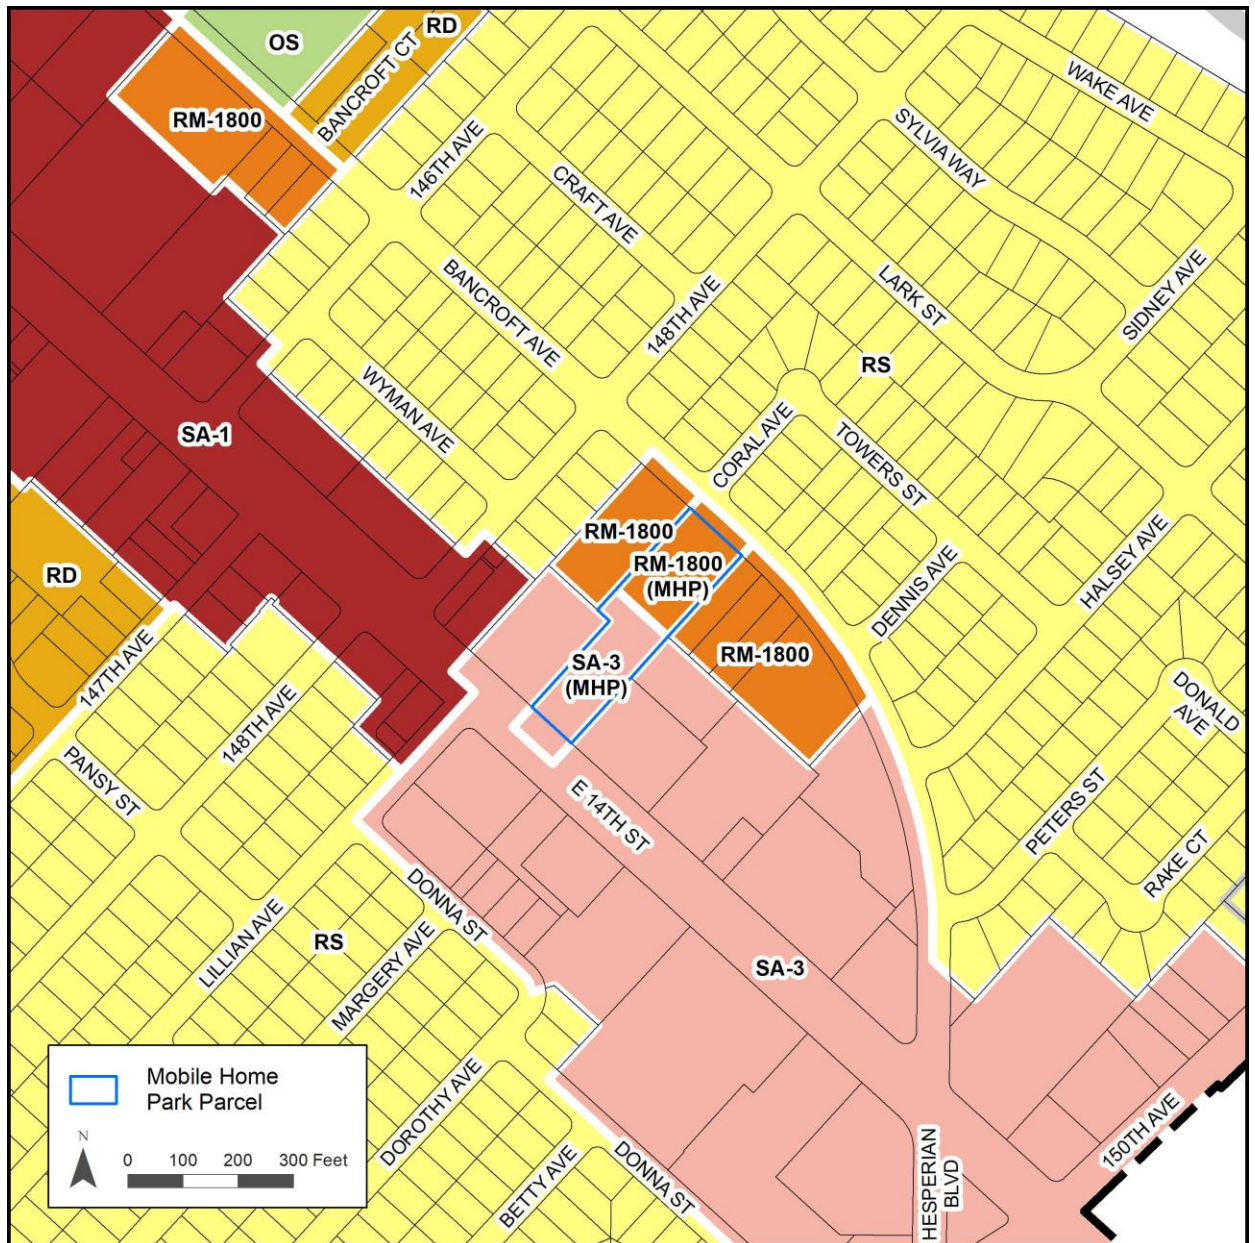 OS
RD
BANCROFT CT
RM-1800
WAKE AVE
SYLVIA WAY
146TH AVE
CRAFT AVE
BANCROFT AVE
148TH AVE
LARK ST
SIDNEY AVE
RS
WYMAN AVE
SA-1
CORAL AVE
TOWERS ST
RM-1800
RM-1800
(MHP)
HALSEY AVE
DENNIS AVE
RD
RM-1800
147TH AVE
SA-3
(MHP)
DONALD
AVE
148TH AVE
PANSY ST
E 14TH ST
PETERS ST
RAKE CT
DONNA ST
LILLIAN AVE
RS
MARGERY AVE
SA-3
Mobile Home
Park Parcel
N
0 100 200 300 Feet
DOROTHY AVE
BETTY AVE
DONNA ST
HESPERIAN
BLVD
150TH AVE